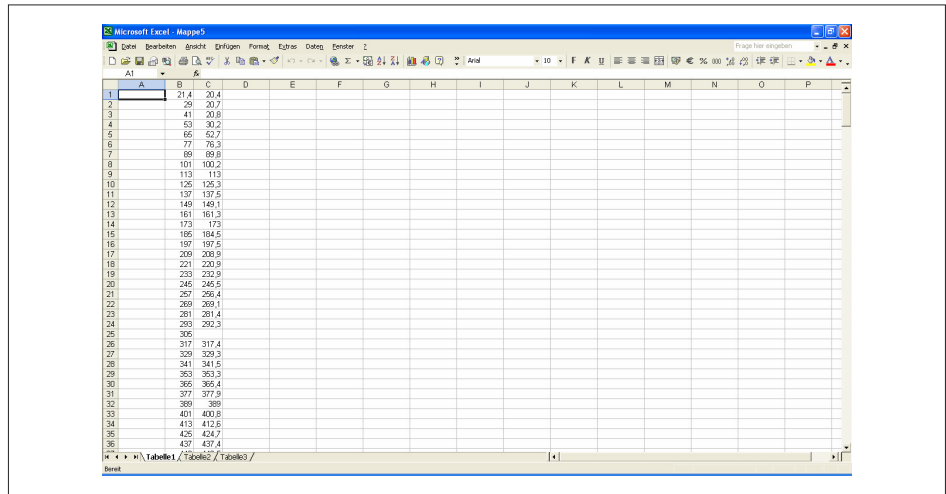 Microsoft Excel - Mappe5
Datei Bearbeiten Ansicht Einfügen Format Extras Daten Fenster ?
Frage hier eingeben
Arial 10 F K U € % 000
A1 fx
A B C D E F G H I J K L M N O P
1 21,4 20,4
2 29 20,7
3 41 20,8
4 53 30,2
5 65 52,7
6 77 76,3
7 89 89,8
8 101 100,2
9 113 113
10 125 125,3
11 137 137,5
12 149 149,1
13 161 161,3
14 173 173
15 185 184,5
16 197 197,5
17 209 208,9
18 221 220,9
19 233 232,9
20 245 245,5
21 257 256,4
22 269 269,1
23 281 281,4
24 293 292,3
25 305
26 317 317,4
27 329 329,3
28 341 341,5
29 353 353,3
30 365 365,4
31 377 377,9
32 389 389
33 401 400,8
34 413 412,6
35 425 424,7
36 437 437,4
Tabelle1 / Tabelle2 / Tabelle3 /
Bereit